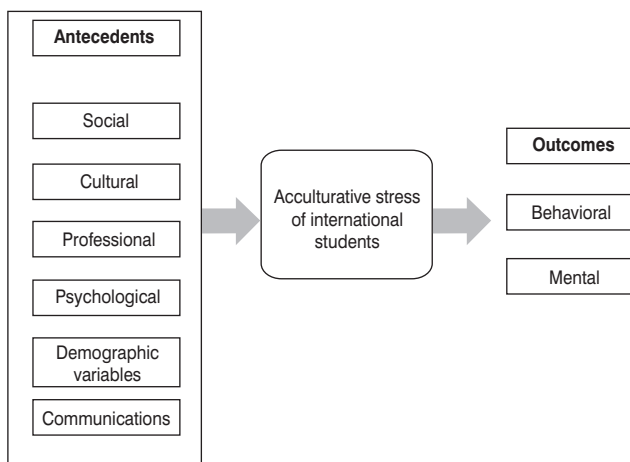 Antecedents
Social
Cultural
Professional
Psychological
Demographic
variables
Communications
Acculturative stress
of international
students
Outcomes
Behavioral
Mental